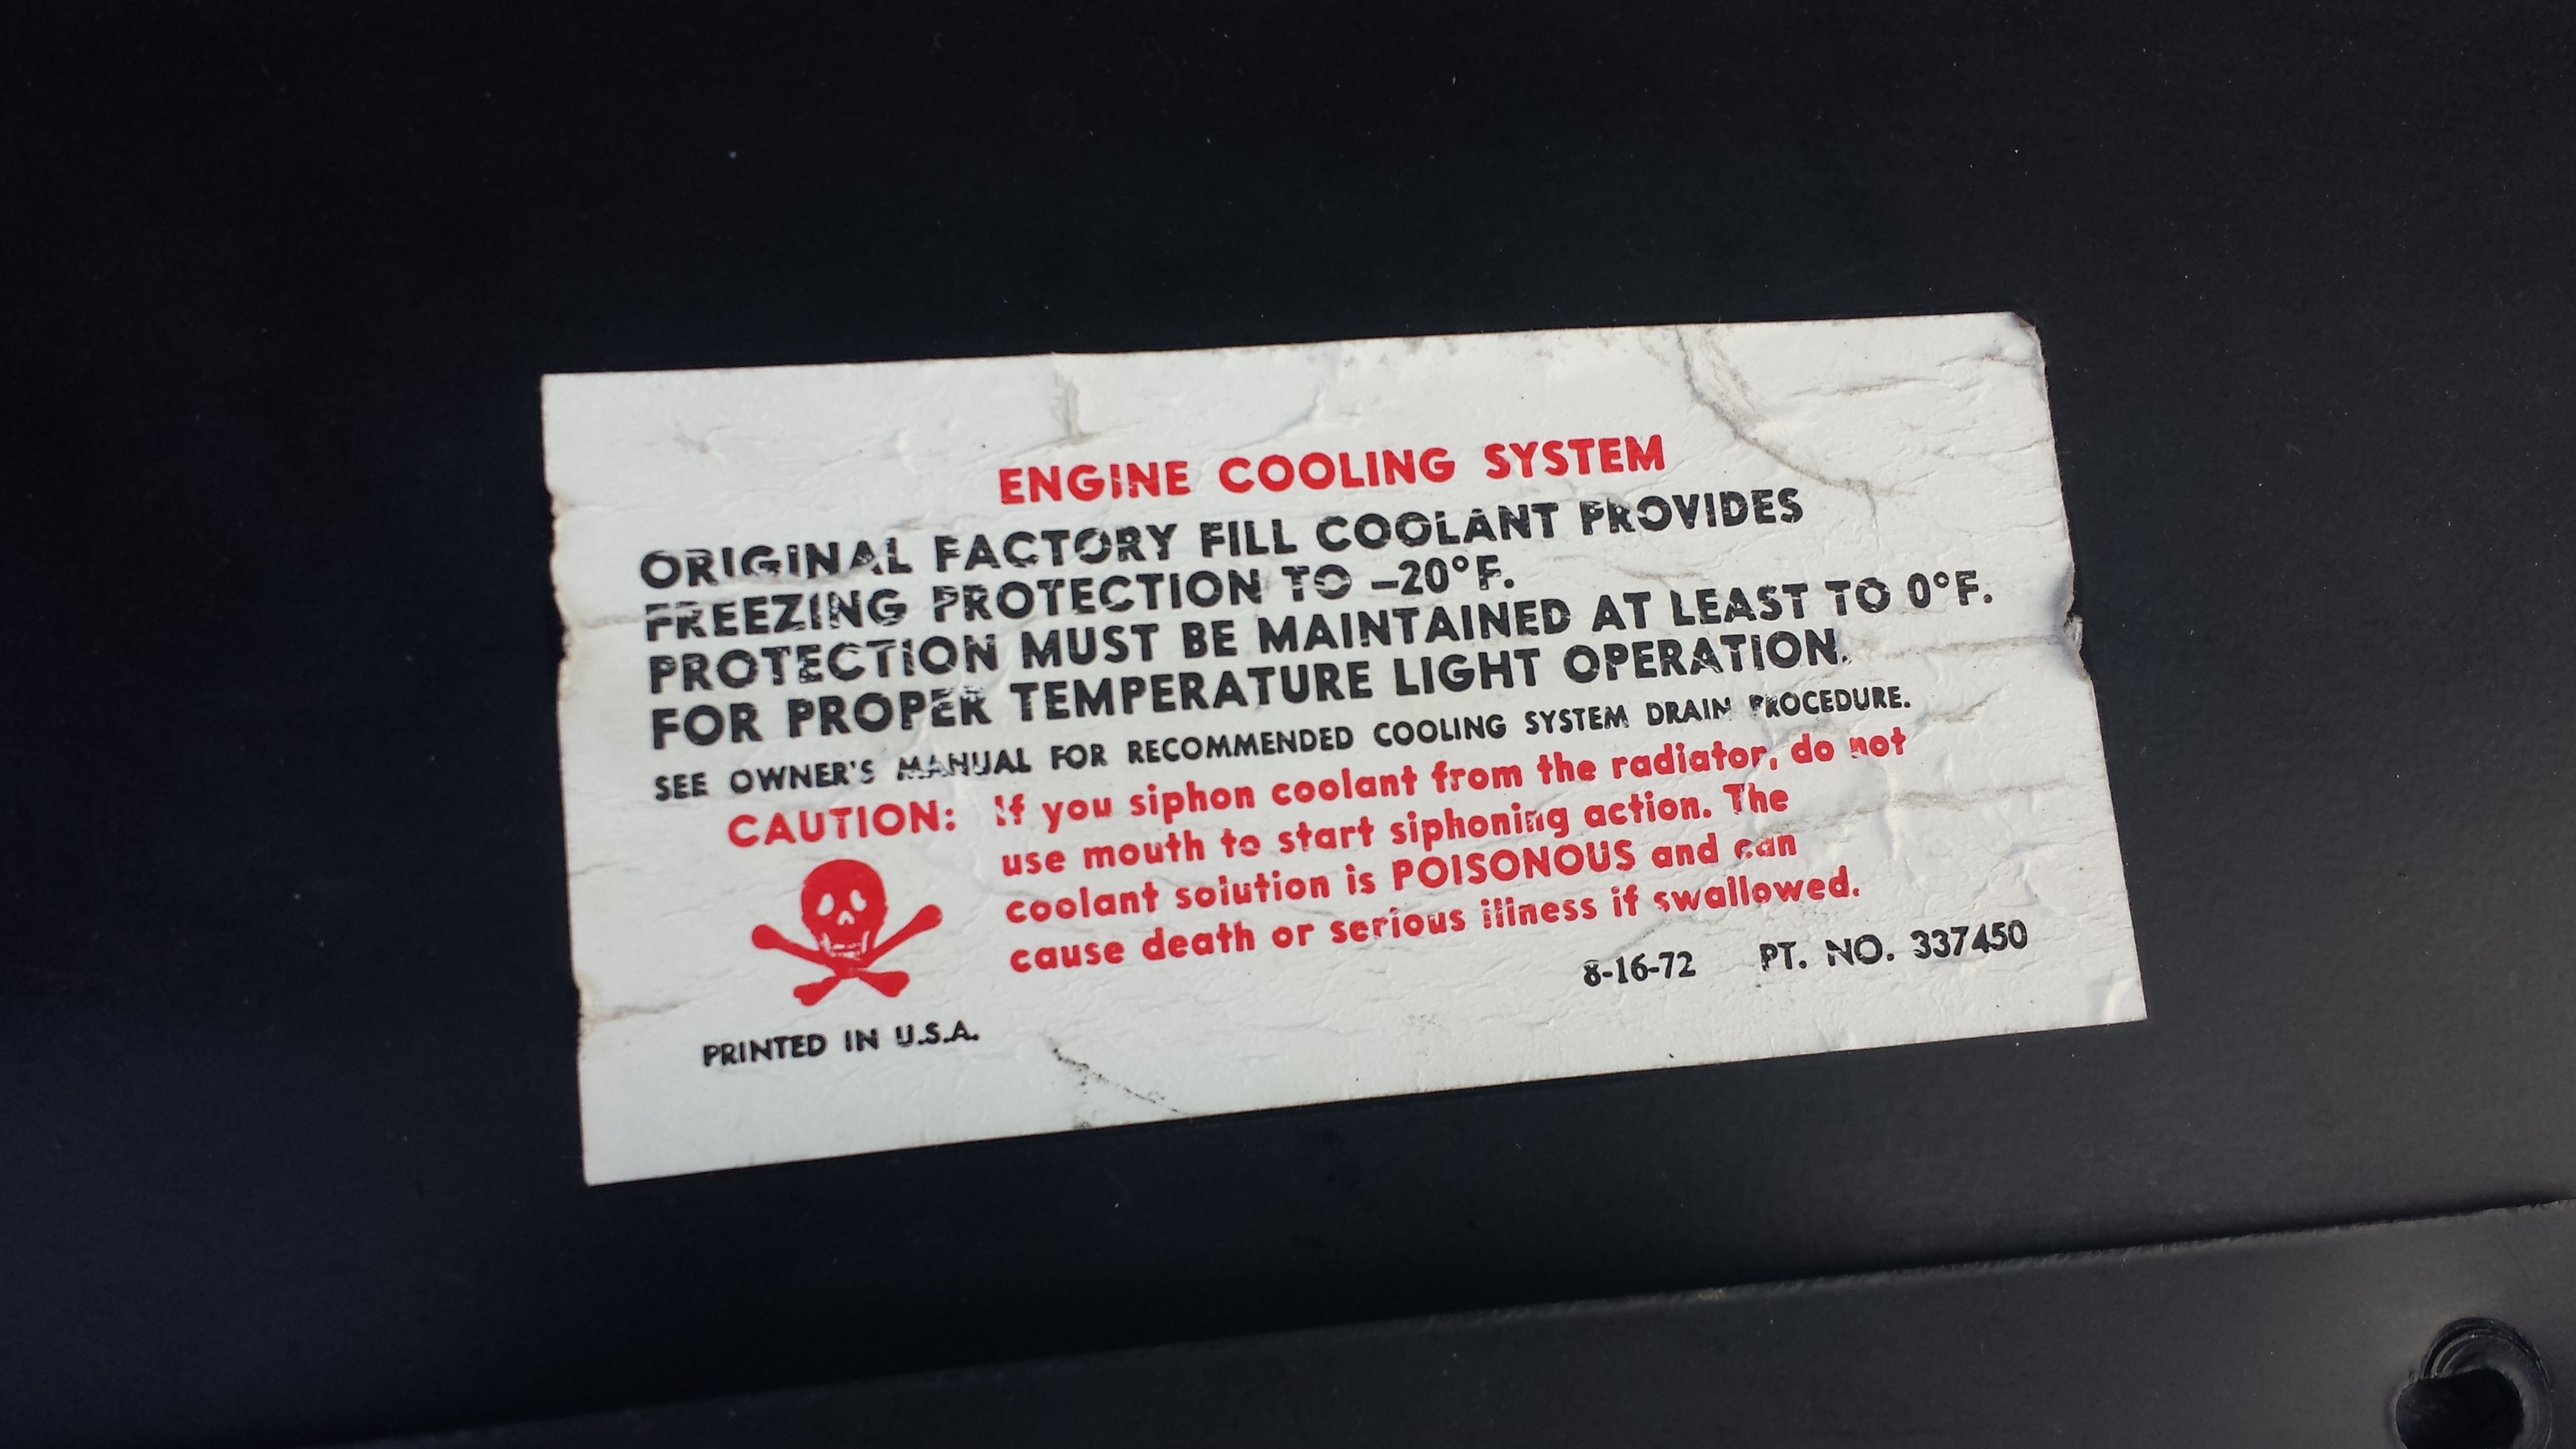 ENGINE COOLING SYSTEM
ORIGINAL FACTORY FILL COOLANT PROVIDES
FREEZING PROTECTION TO -20°F.
PROTECTION MUST BE MAINTAINED AT LEAST TO 0°F.
FOR PROPER TEMPERATURE LIGHT OPERATION.
SEE OWNER'S MANUAL FOR RECOMMENDED COOLING SYSTEM DRAIN PROCEDURE.
CAUTION: If you siphon coolant from the radiator, do not
use mouth to start siphoning action. The
coolant solution is POISONOUS and can
cause death or serious illness if swallowed.
8-16-72 PT. NO. 337450
PRINTED IN U.S.A.